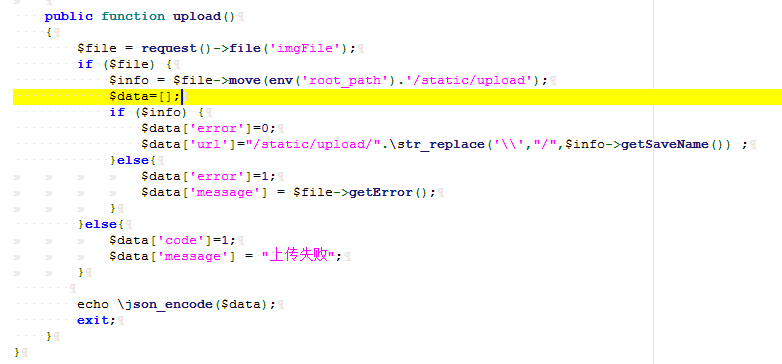 public function upload()
{
$file = request()->file('imgFile');
if ($file) {
$info = $file->move(env('root_path').'/static/upload');
$data=[];
if ($info) {
$data['error']=0;
$data['url']="/static/upload/".\str_replace('\\',"/",$info->getSaveName()) ;
}else{
$data['error']=1;
$data['message'] = $file->getError();
}
}else{
$data['code']=1;
$data['message'] = "上传失败";
}
echo \json_encode($data);
exit;
}
}